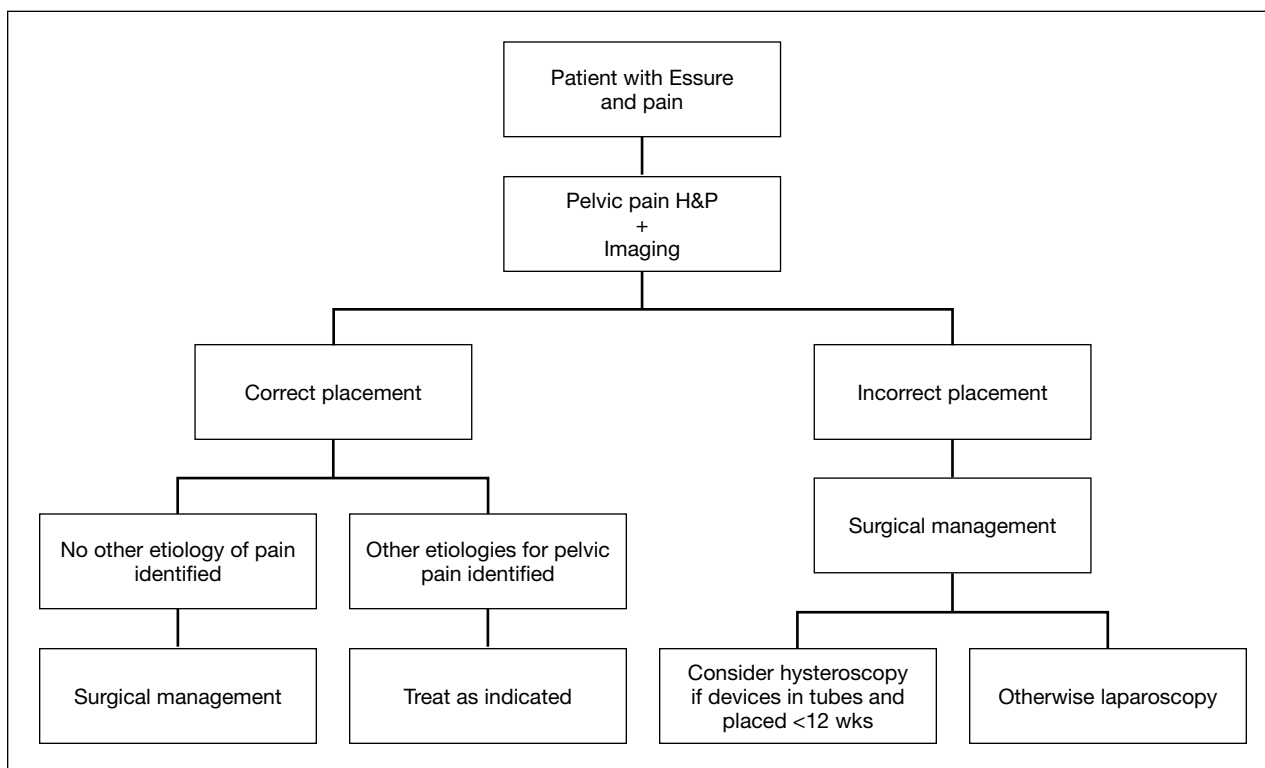 Patient with Essure
and pain
Pelvic pain H&P
+
Imaging
Correct placement
Incorrect placement
No other etiology of pain
identified
Other etiologies for pelvic
pain identified
Surgical management
Surgical management
Treat as indicated
Consider hysteroscopy
if devices in tubes and
placed <12 wks
Otherwise laparoscopy